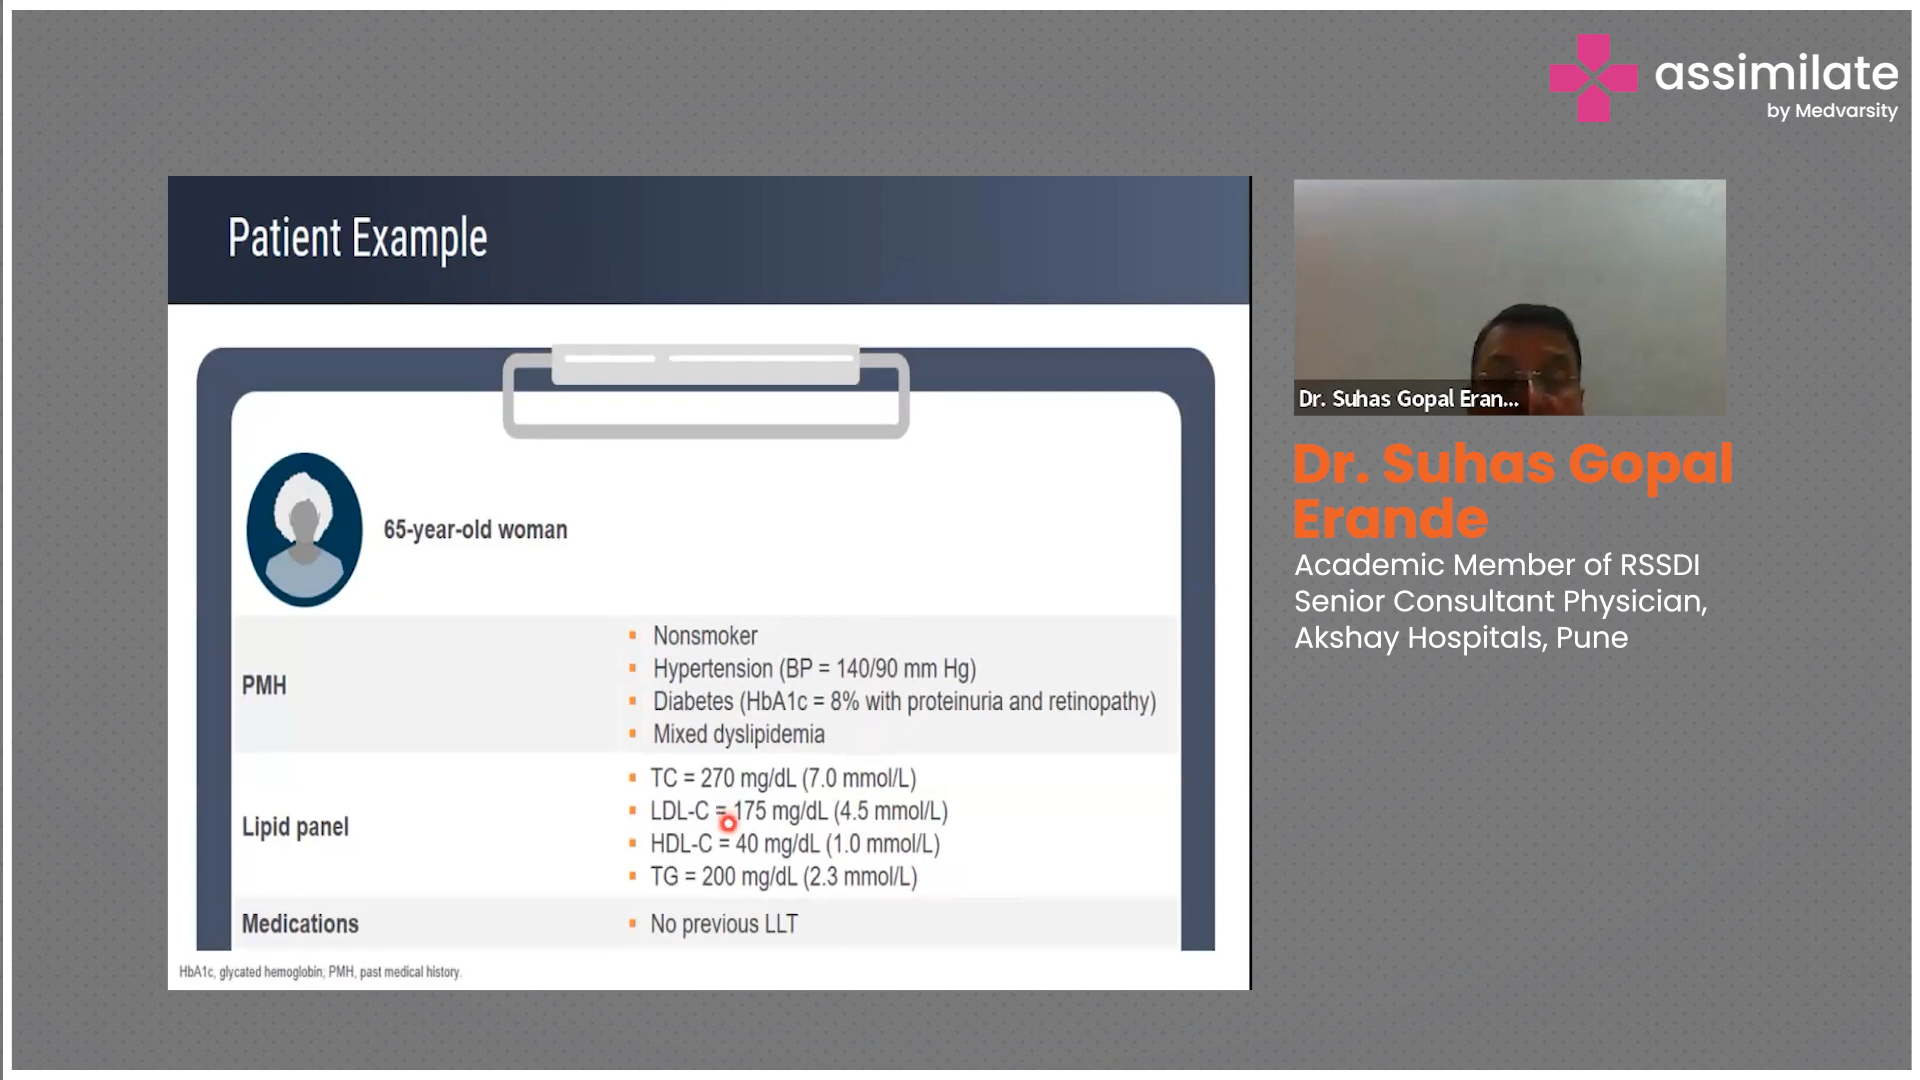 assimilate
by Medvarsity
Patient Example
65-year-old woman
PMH
Nonsmoker
Hypertension (BP = 140/90 mm Hg)
Diabetes (HbA1c = 8% with proteinuria and retinopathy)
Mixed dyslipidemia
Lipid panel
TC = 270 mg/dL (7.0 mmol/L)
LDL-C = 175 mg/dL (4.5 mmol/L)
HDL-C = 40 mg/dL (1.0 mmol/L)
TG = 200 mg/dL (2.3 mmol/L)
Medications
No previous LLT
HbA1c, glycated hemoglobin; PMH, past medical history.
Dr. Suhas Gopal Eran...
Dr. Suhas Gopal
Erande
Academic Member of RSSDI
Senior Consultant Physician,
Akshay Hospitals, Pune